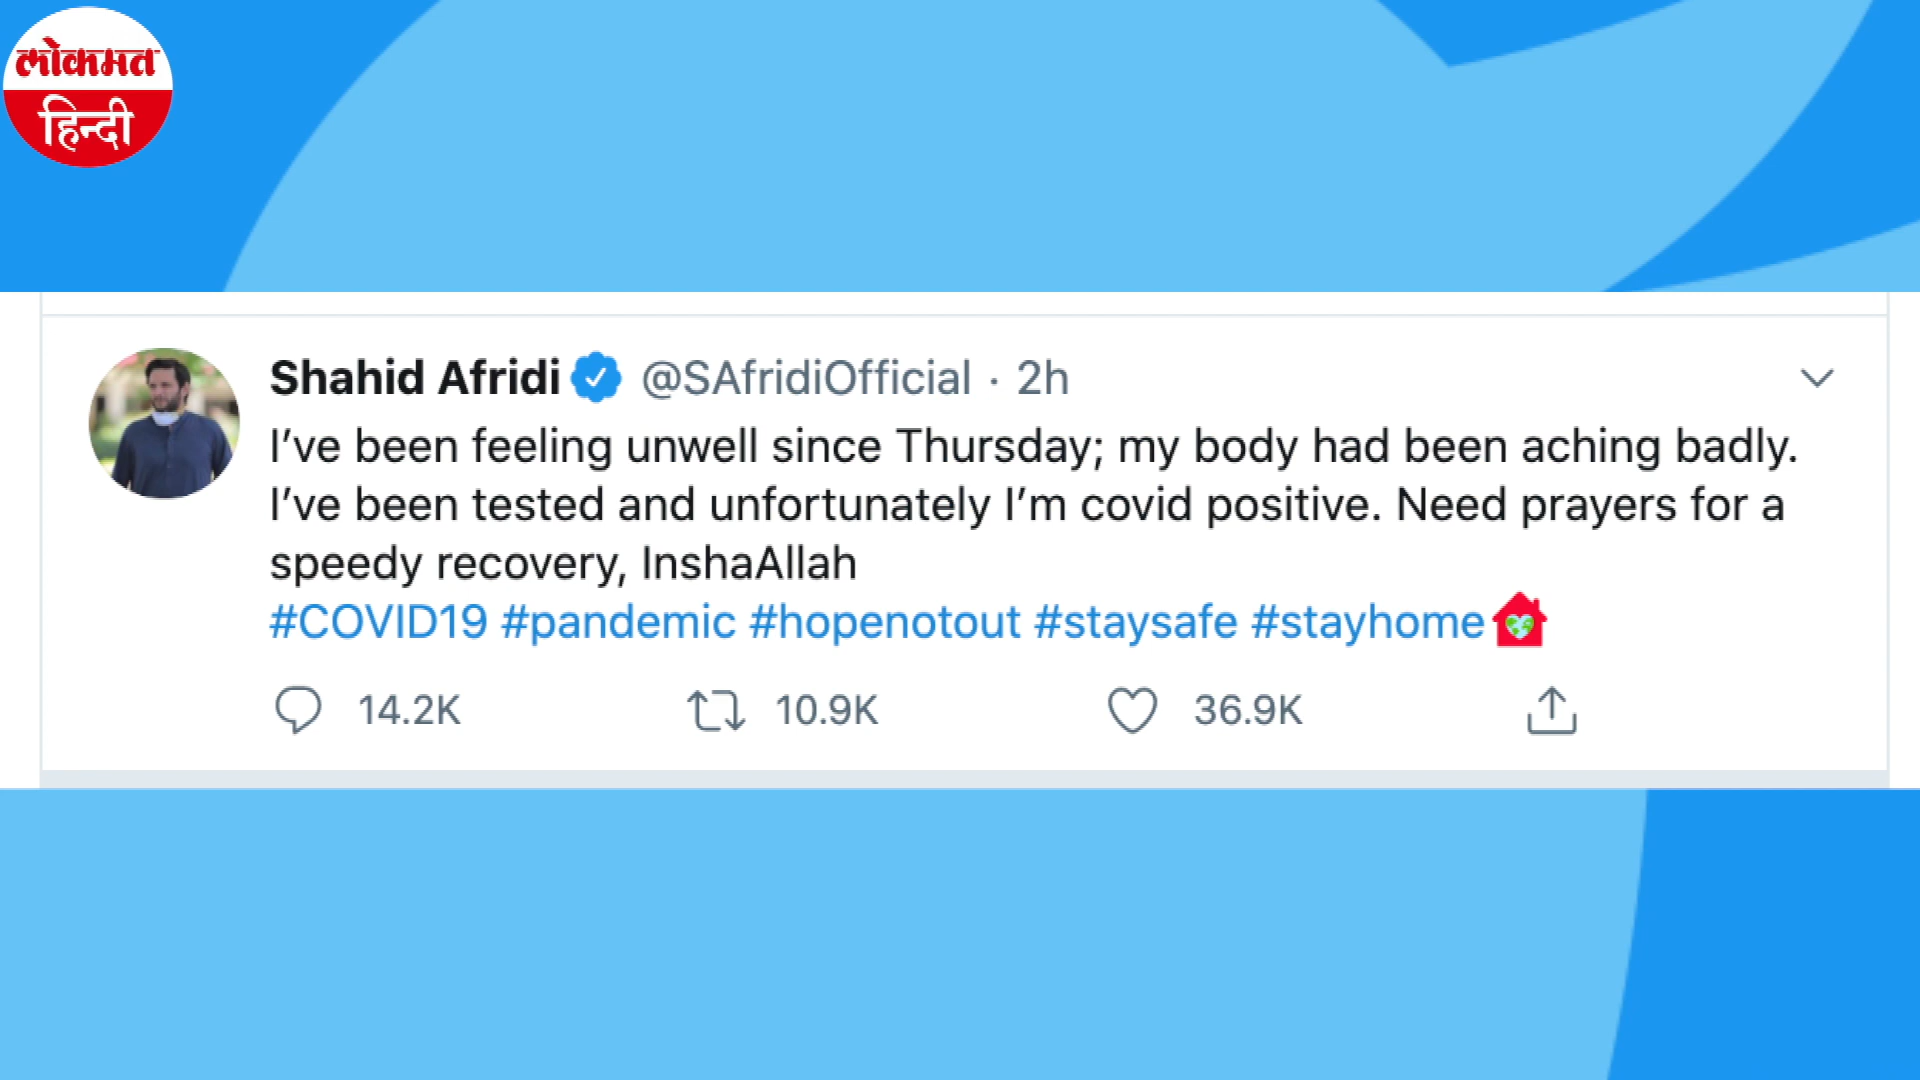 लोकमत
हिन्दी
Shahid Afridi @SAfridiOfficial · 2h
I’ve been feeling unwell since Thursday; my body had been aching badly.
I’ve been tested and unfortunately I’m covid positive. Need prayers for a
speedy recovery, InshaAllah
#COVID19 #pandemic #hopenotout #staysafe #stayhome
14.2K 10.9K 36.9K